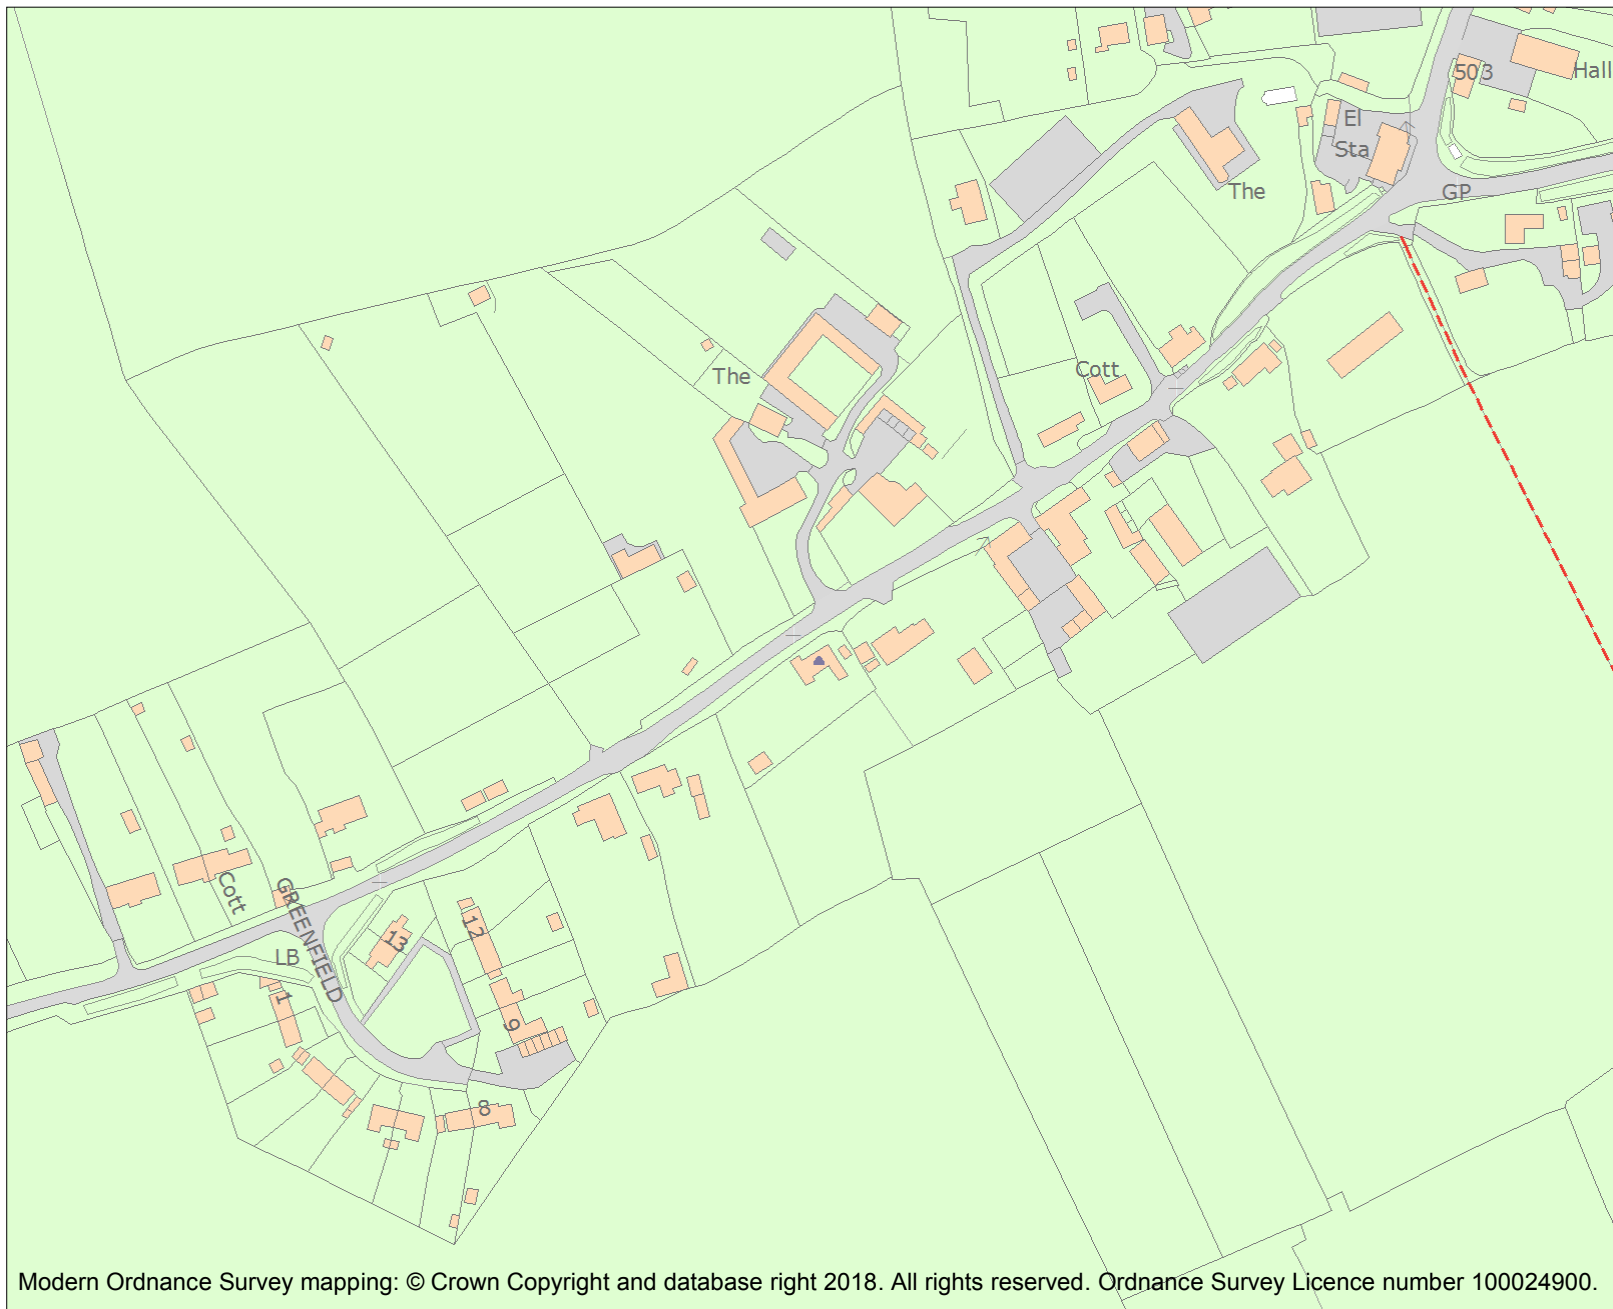 503
Hall
El
Sta
The
GP
The
Cott
Cott
GREENFIELD
LB
13
12
1
9
8
Modern Ordnance Survey mapping: © Crown Copyright and database right 2018. All rights reserved. Ordnance Survey Licence number 100024900.